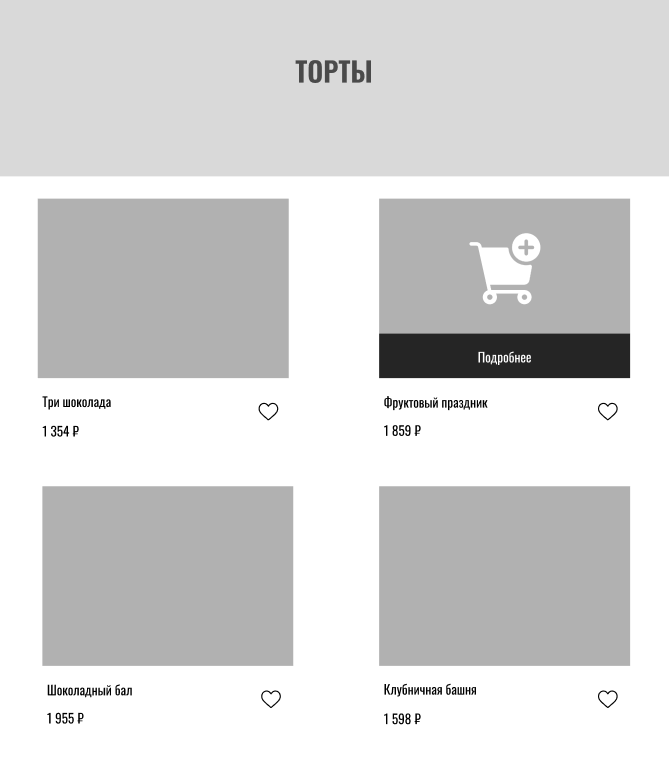 ТОРТЫ
Подробнее
Три шоколада
1 354 ₽
Фруктовый праздник
1 859 ₽
Шоколадный бал
1 955 ₽
Клубничная башня
1 598 ₽